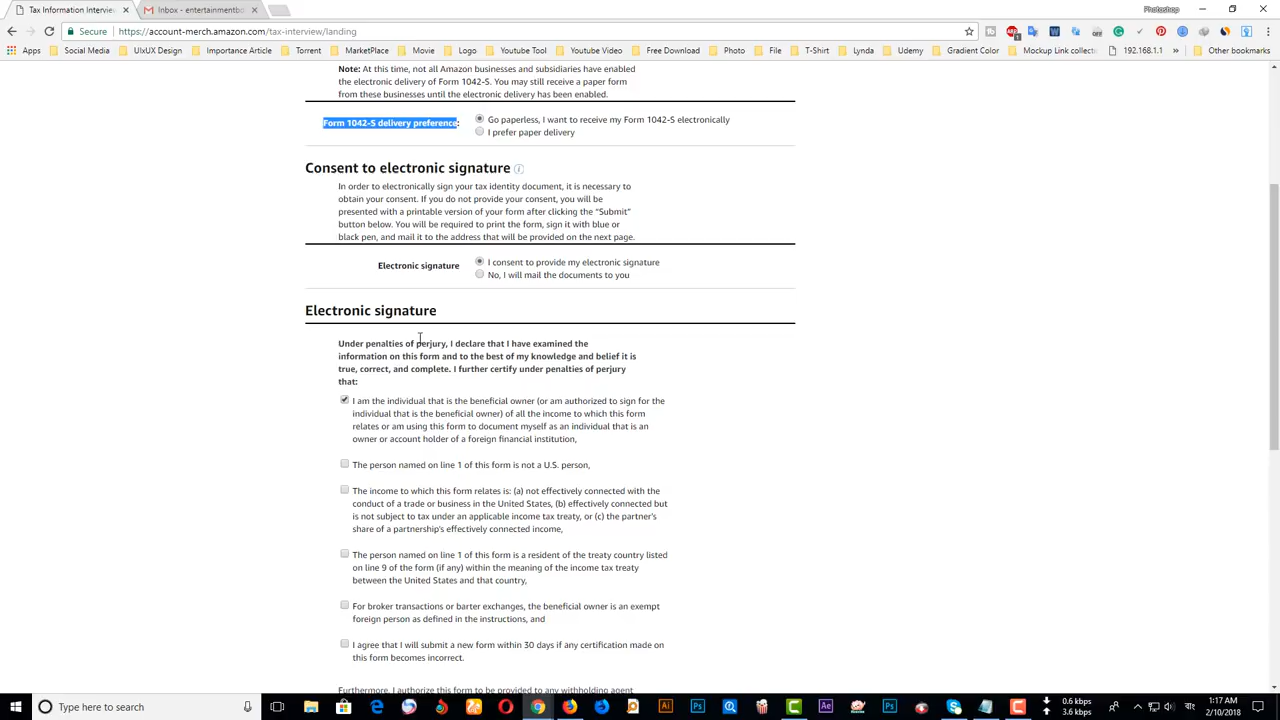 Tax Information Interview
Inbox - entertainmentbo
Photoshop
Secure
https://account-merch.amazon.com/tax-interview/landing
Apps
Social Media
UIxUX Design
Torrent
MarketPlace
Movie
Logo
Youtube Tool
Youtube Video
Free Download
Photo
File
T-Shirt
Lynda
Udemy
Gradient Color
Mockup Link collecti
192.168.1.1
»
Other bookmarks
Note: At this time, not all Amazon businesses and subsidiaries have enabled
the electronic delivery of Form 1042-S. You may still receive a paper form
from these businesses until the electronic delivery has been enabled.
Form 1042-S delivery preference:
Go paperless, I want to receive my Form 1042-S electronically
I prefer paper delivery
Consent to electronic signature
In order to electronically sign your tax identity document, it is necessary to
obtain your consent. If you do not provide your consent, you will be
presented with a printable version of your form after clicking the “Submit”
button below. You will be required to print the form, sign it with blue or
black pen, and mail it to the address that will be provided on the next page.
Electronic signature
I consent to provide my electronic signature
No, I will mail the documents to you
Electronic signature
Under penalties of perjury, I declare that I have examined the
information on this form and to the best of my knowledge and belief it is
true, correct, and complete. I further certify under penalties of perjury
that:
I am the individual that is the beneficial owner (or am authorized to sign for the
individual that is the beneficial owner) of all the income to which this form
relates or am using this form to document myself as an individual that is an
owner or account holder of a foreign financial institution,
The person named on line 1 of this form is not a U.S. person,
The income to which this form relates is: (a) not effectively connected with the
conduct of a trade or business in the United States, (b) effectively connected but
is not subject to tax under an applicable income tax treaty, or (c) the partner's
share of a partnership's effectively connected income,
The person named on line 1 of this form is a resident of the treaty country listed
on line 9 of the form (if any) within the meaning of the income tax treaty
between the United States and that country,
For broker transactions or barter exchanges, the beneficial owner is an exempt
foreign person as defined in the instructions, and
I agree that I will submit a new form within 30 days if any certification made on
this form becomes incorrect.
Furthermore, I authorize this form to be provided to any withholding agent
Type here to search
0.6 kbps
3.6 kbps
1:17 AM
2/10/2018